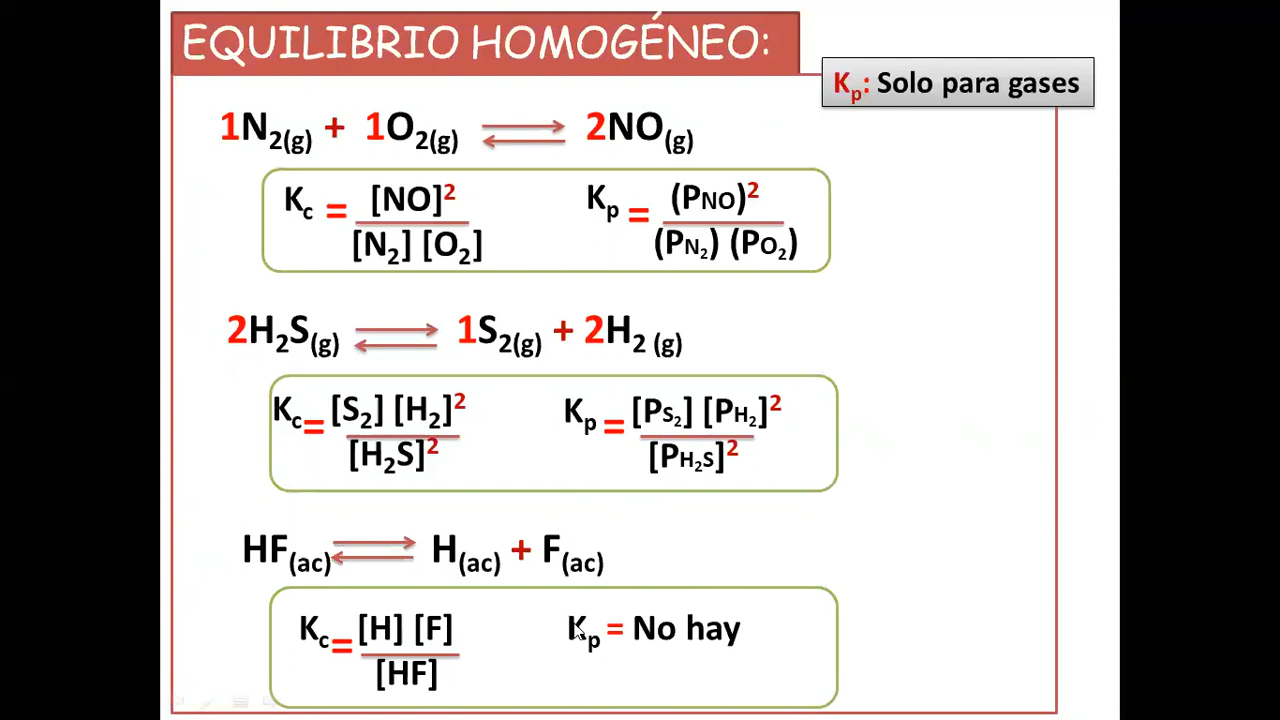 EQUILIBRIO HOMOGÉNEO:
Kp: Solo para gases
1N2(g) + 1O2(g) ⇌ 2NO(g)
Kc = [NO]² / [N2] [O2]    Kp = (PNO)² / (PN2) (PO2)
2H2S(g) ⇌ 1S2(g) + 2H2 (g)
Kc = [S2] [H2]² / [H2S]²    Kp = [PS2] [PH2]² / [PH2S]²
HF(ac) ⇌ H(ac) + F(ac)
Kc = [H] [F] / [HF]    Kp = No hay